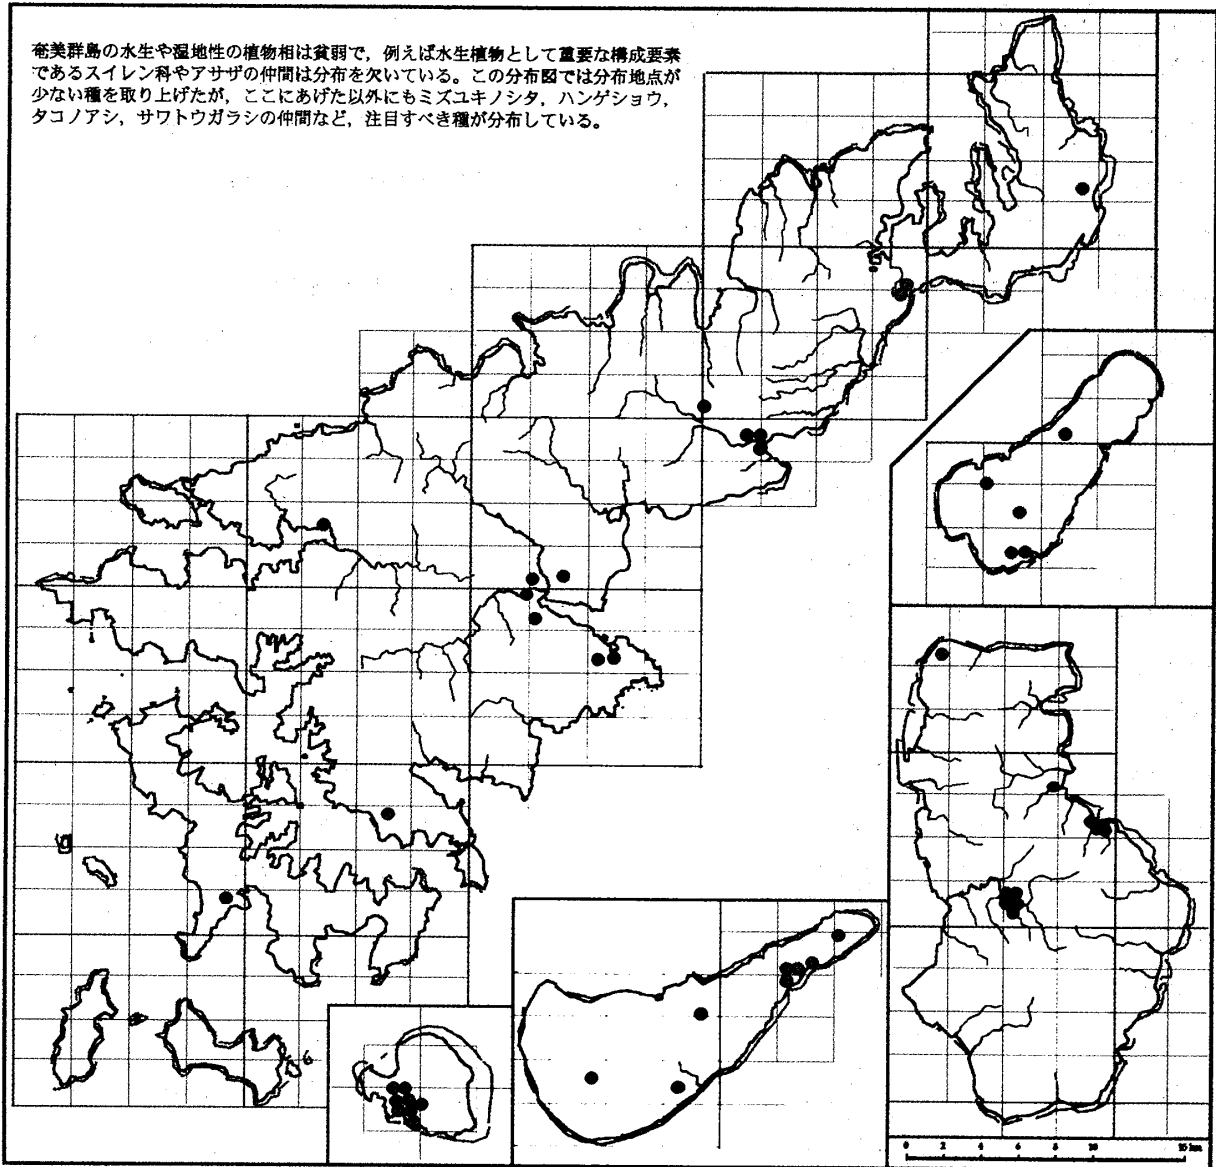 奄美群島の水生や湿地性の植物相は貧弱で，例えば水生植物として重要な構成要素
であるスイレン科やアサザの仲間は分布を欠いている。この分布図では分布地点が
少ない種を取り上げたが，ここにあげた以外にもミズユキノシタ，ハンゲショウ，
タコノアシ，サワトウガラシの仲間など，注目すべき種が分布している。
0 2 4 6 8 10 15 km